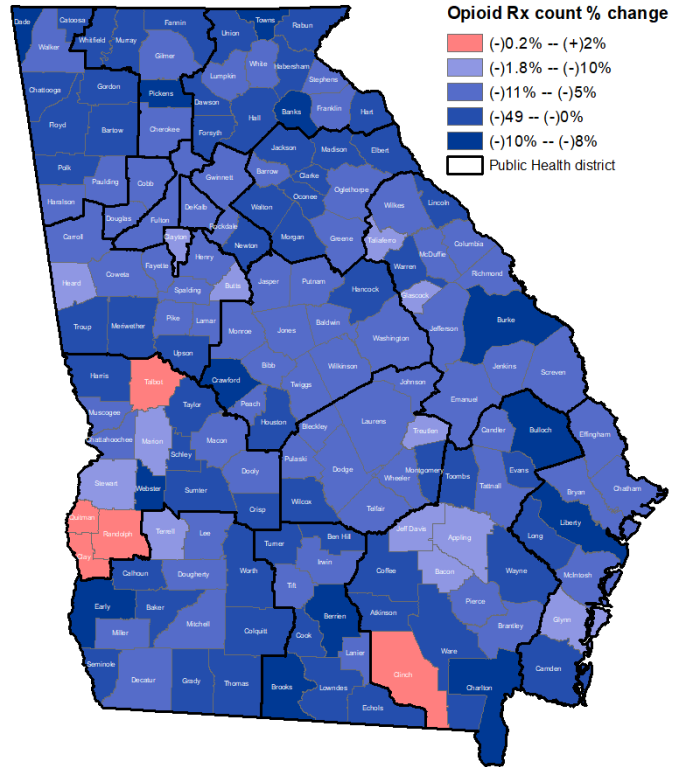 Opioid Rx count % change
(-)0.2% -- (+)2%
(-)1.8% -- (-)10%
(-)11% -- (-)5%
(-)49 -- (-)0%
(-)10% -- (-)8%
Public Health district
Dade
Catoosa
Fannin
Towns
Rabun
Whitfield
Murray
Union
Walker
Gilmer
White
Habersham
Lumpkin
Stephens
Chattooga
Gordon
Pickens
Dawson
Banks
Franklin
Hart
Hall
Floyd
Bartow
Cherokee
Forsyth
Jackson
Madison
Elbert
Polk
Paulding
Cobb
Gwinnett
Barrow
Clarke
Oglethorpe
Oconee
Haralson
DeKalb
Walton
Wilkes
Lincoln
Douglas
Fulton
Rockdale
Carroll
Clayton
Newton
Morgan
Greene
Taliaferro
Columbia
McDuffie
Henry
Fayette
Warren
Richmond
Heard
Coweta
Spalding
Butts
Jasper
Putnam
Hancock
Glascock
Troup
Meriwether
Pike
Lamar
Monroe
Jones
Baldwin
Washington
Jefferson
Burke
Upson
Bibb
Wilkinson
Jenkins
Screven
Harris
Talbot
Crawford
Twiggs
Johnson
Emanuel
Taylor
Peach
Muscogee
Houston
Bleckley
Laurens
Treutlen
Candler
Bulloch
Effingham
Chattahoochee
Marion
Macon
Schley
Pulaski
Dodge
Montgomery
Toombs
Evans
Stewart
Webster
Dooly
Wheeler
Tattnall
Bryan
Chatham
Sumter
Crisp
Wilcox
Telfair
Quitman
Randolph
Terrell
Lee
Turner
Ben Hill
Jeff Davis
Appling
Long
Liberty
Clay
Calhoun
Dougherty
Worth
Irwin
Coffee
Bacon
Wayne
McIntosh
Tift
Early
Baker
Mitchell
Berrien
Atkinson
Pierce
Glynn
Miller
Colquitt
Cook
Brantley
Lanier
Ware
Seminole
Clinch
Camden
Decatur
Grady
Thomas
Brooks
Lowndes
Charlton
Echols